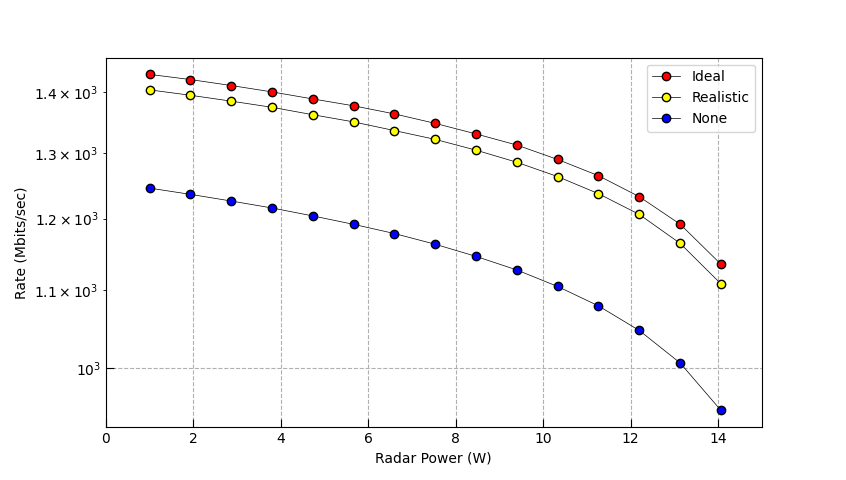 Ideal
Realistic
None
1.4 × 10³
1.3 × 10³
1.2 × 10³
1.1 × 10³
10³
Rate (Mbits/sec)
0 2 4 6 8 10 12 14
Radar Power (W)